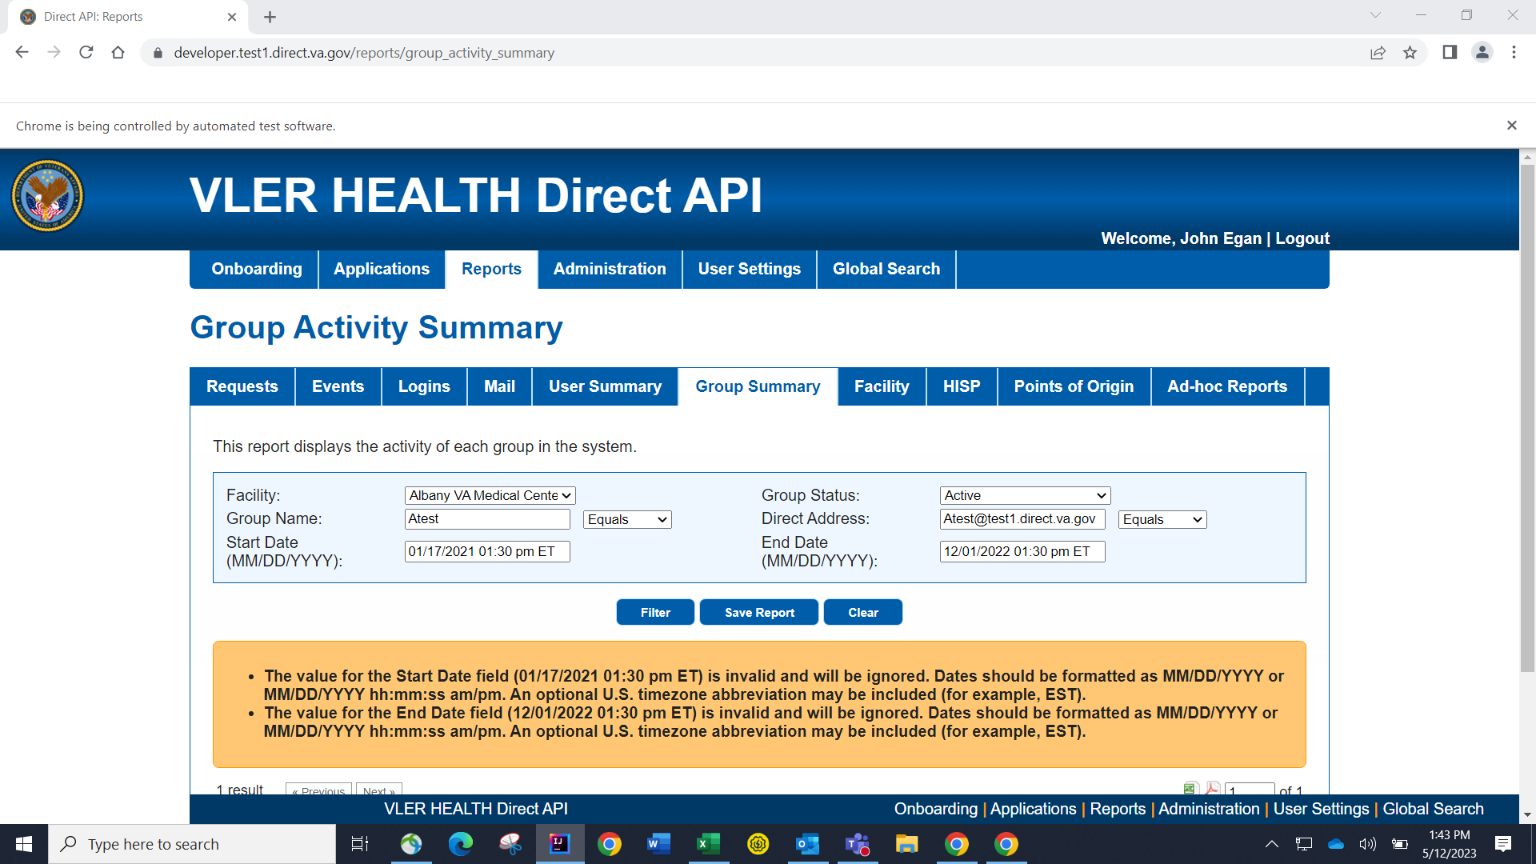 Direct API: Reports
developer.test1.direct.va.gov/reports/group_activity_summary
Chrome is being controlled by automated test software.
VLER HEALTH Direct API
Welcome, John Egan | Logout
Onboarding Applications Reports Administration User Settings Global Search
Group Activity Summary
Requests Events Logins Mail User Summary Group Summary Facility HISP Points of Origin Ad-hoc Reports
This report displays the activity of each group in the system.
Facility: Albany VA Medical Cente Group Status: Active
Group Name: Atest Equals Direct Address: Atest@test1.direct.va.gov Equals
Start Date
(MM/DD/YYYY): 01/17/2021 01:30 pm ET End Date
(MM/DD/YYYY): 12/01/2022 01:30 pm ET
Filter Save Report Clear
• The value for the Start Date field (01/17/2021 01:30 pm ET) is invalid and will be ignored. Dates should be formatted as MM/DD/YYYY or
MM/DD/YYYY hh:mm:ss am/pm. An optional U.S. timezone abbreviation may be included (for example, EST).
• The value for the End Date field (12/01/2022 01:30 pm ET) is invalid and will be ignored. Dates should be formatted as MM/DD/YYYY or
MM/DD/YYYY hh:mm:ss am/pm. An optional U.S. timezone abbreviation may be included (for example, EST).
1 result « Previous Next » 1 of 1
VLER HEALTH Direct API Onboarding | Applications | Reports | Administration | User Settings | Global Search
Type here to search
1:43 PM
5/12/2023